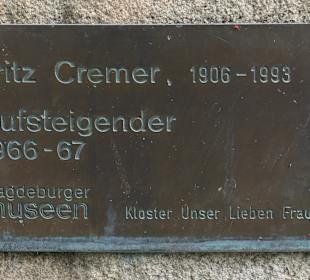 ritz Cremer 1906-1993
ufsteigender
966-67
agdeburger
museen Kloster Unser Lieben Frau